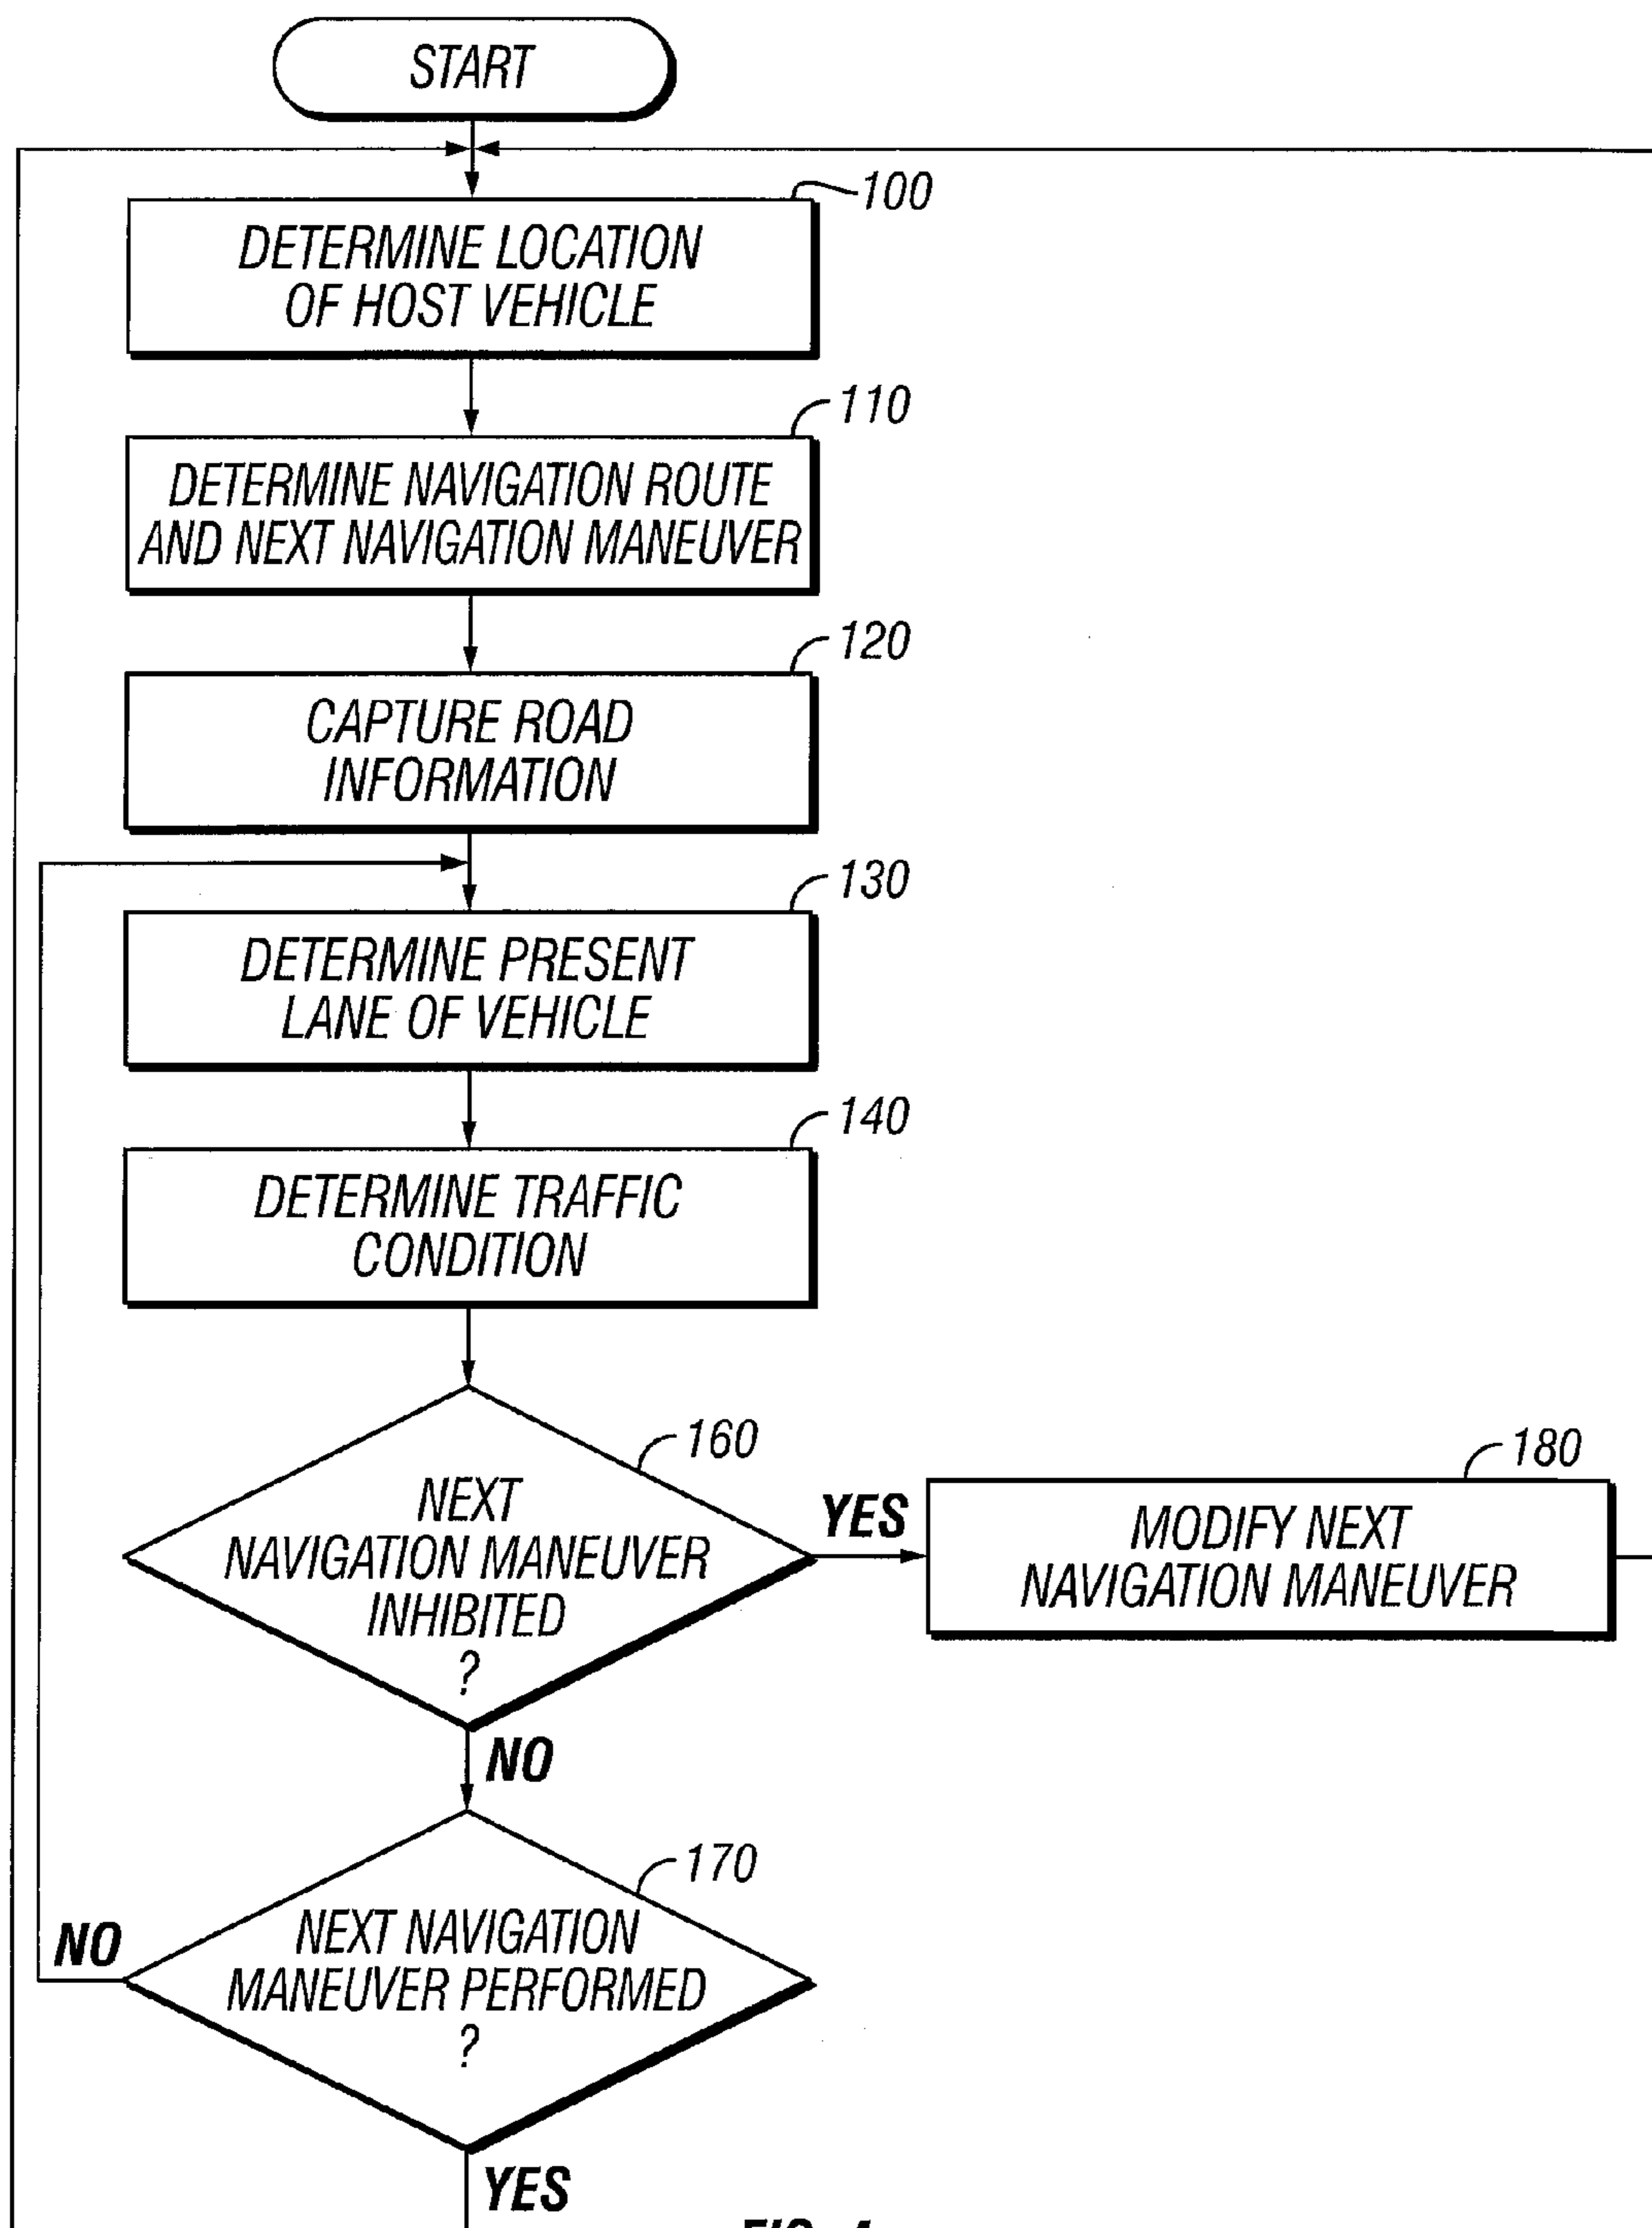 START
100
DETERMINE LOCATION
OF HOST VEHICLE
110
DETERMINE NAVIGATION ROUTE
AND NEXT NAVIGATION MANEUVER
120
CAPTURE ROAD
INFORMATION
130
DETERMINE PRESENT
LANE OF VEHICLE
140
DETERMINE TRAFFIC
CONDITION
160
NEXT
NAVIGATION MANEUVER
INHIBITED
?
YES
180
MODIFY NEXT
NAVIGATION MANEUVER
NO
170
NEXT NAVIGATION
MANEUVER PERFORMED
?
NO
YES